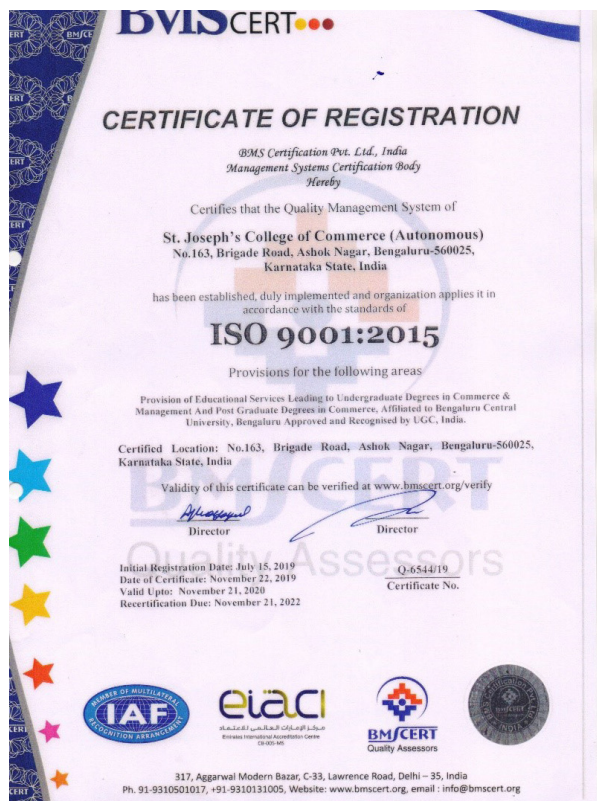 BMSCERT
CERTIFICATE OF REGISTRATION
BMS Certification Pvt. Ltd., India
Management Systems Certification Body
Hereby
Certifies that the Quality Management System of
St. Joseph's College of Commerce (Autonomous)
No.163, Brigade Road, Ashok Nagar, Bengaluru-560025,
Karnataka State, India
has been established, duly implemented and organization applies it in
accordance with the standards of
ISO 9001:2015
Provisions for the following areas
Provision of Educational Services Leading to Undergraduate Degrees in Commerce &
Management And Post Graduate Degrees in Commerce, Affiliated to Bengaluru Central
University, Bengaluru Approved and Recognised by UGC, India.
Certified Location: No.163, Brigade Road, Ashok Nagar, Bengaluru-560025,
Karnataka State, India
BMSCERT
Validity of this certificate can be verified at www.bmscert.org/verify
Director
Director
Quality Assessors
Initial Registration Date: July 15, 2019
Date of Certificate: November 22, 2019
Valid Upto: November 21, 2020
Recertification Due: November 21, 2022
Q-6544/19
Certificate No.
MEMBER OF MULTILATERAL
IAF
RECOGNITION ARRANGEMENT
eiaci
مركز الإمارات العالمي للاعتماد
Emirates International Accreditation Centre
CB-005-MS
BMSCERT
Quality Assessors
317, Aggarwal Modern Bazar, C-33, Lawrence Road, Delhi – 35, India
Ph. 91-9310501017, +91-9310131005, Website: www.bmscert.org, email : info@bmscert.org